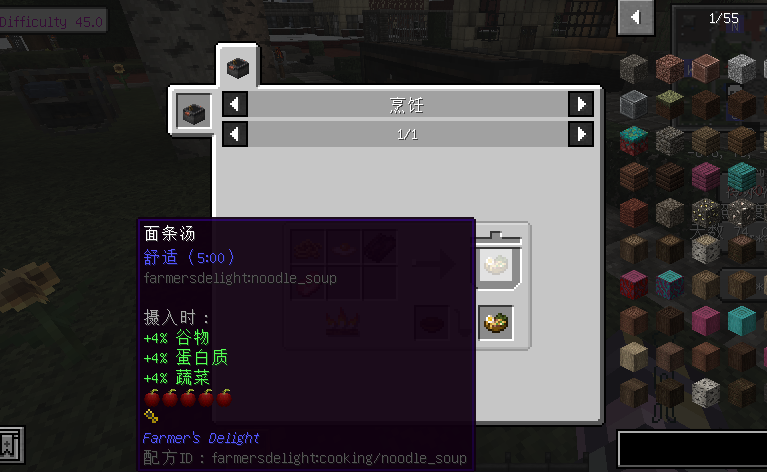 Difficulty 45.0
1/55
烹饪
1/1
面条汤
舒适 (5:00)
farmersdelight:noodle_soup
摄入时：
+4% 谷物
+4% 蛋白质
+4% 蔬菜
Farmer's Delight
配方ID：farmersdelight:cooking/noodle_soup